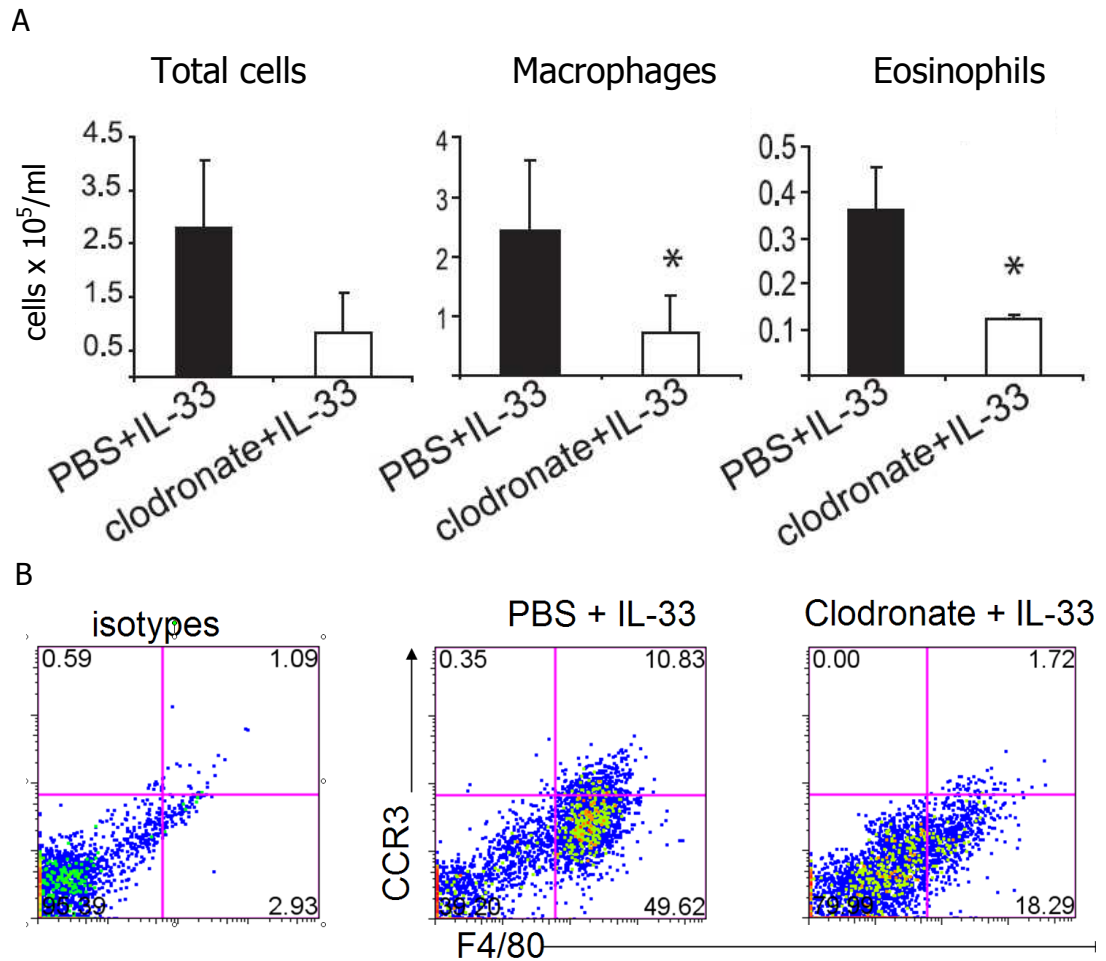 A
Total cells
Macrophages
Eosinophils
cells x 10⁵/ml
4.5
3.5
2.5
1.5
0.5
4
3
2
1
0.5
0.4
0.3
0.2
0.1
*
*
PBS+IL-33
clodronate+IL-33
PBS+IL-33
clodronate+IL-33
PBS+IL-33
clodronate+IL-33
B
isotypes
PBS + IL-33
Clodronate + IL-33
0.59 1.09
2.93
0.35 10.83
39.20 49.62
0.00 1.72
79.99 18.29
CCR3
F4/80